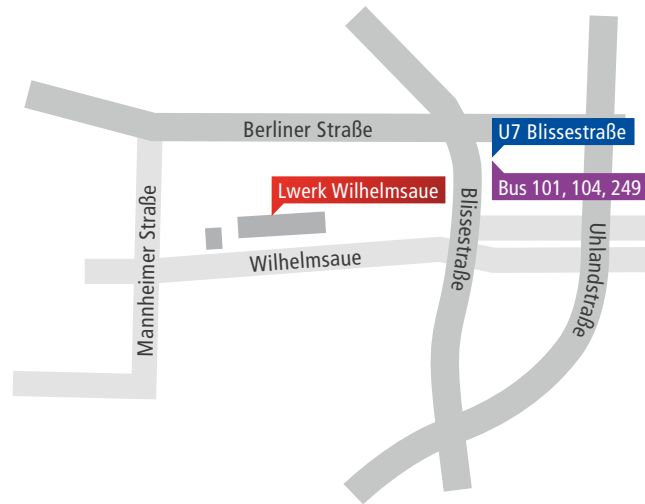 Berliner Straße
U7 Blissestraße
Lwerk Wilhelmsaue
Bus 101, 104, 249
Mannheimer Straße
Wilhelmsaue
Blissestraße
Uhlandstraße